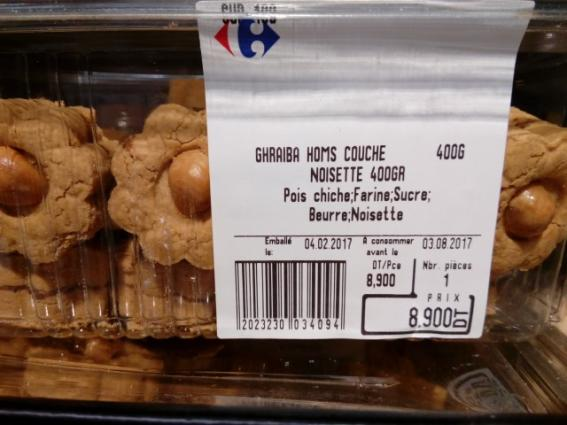 GHRAIBA HOMS COUCHE 400G
NOISETTE 400GR
Pois chiche;Farine;Sucre;
Beurre;Noisette
Emballé le: 04.02.2017 A consommer avant le 03.08.2017
DT/Pce 8,900 Nbr. pièces 1
PRIX
8.900 DT
2023230 034094